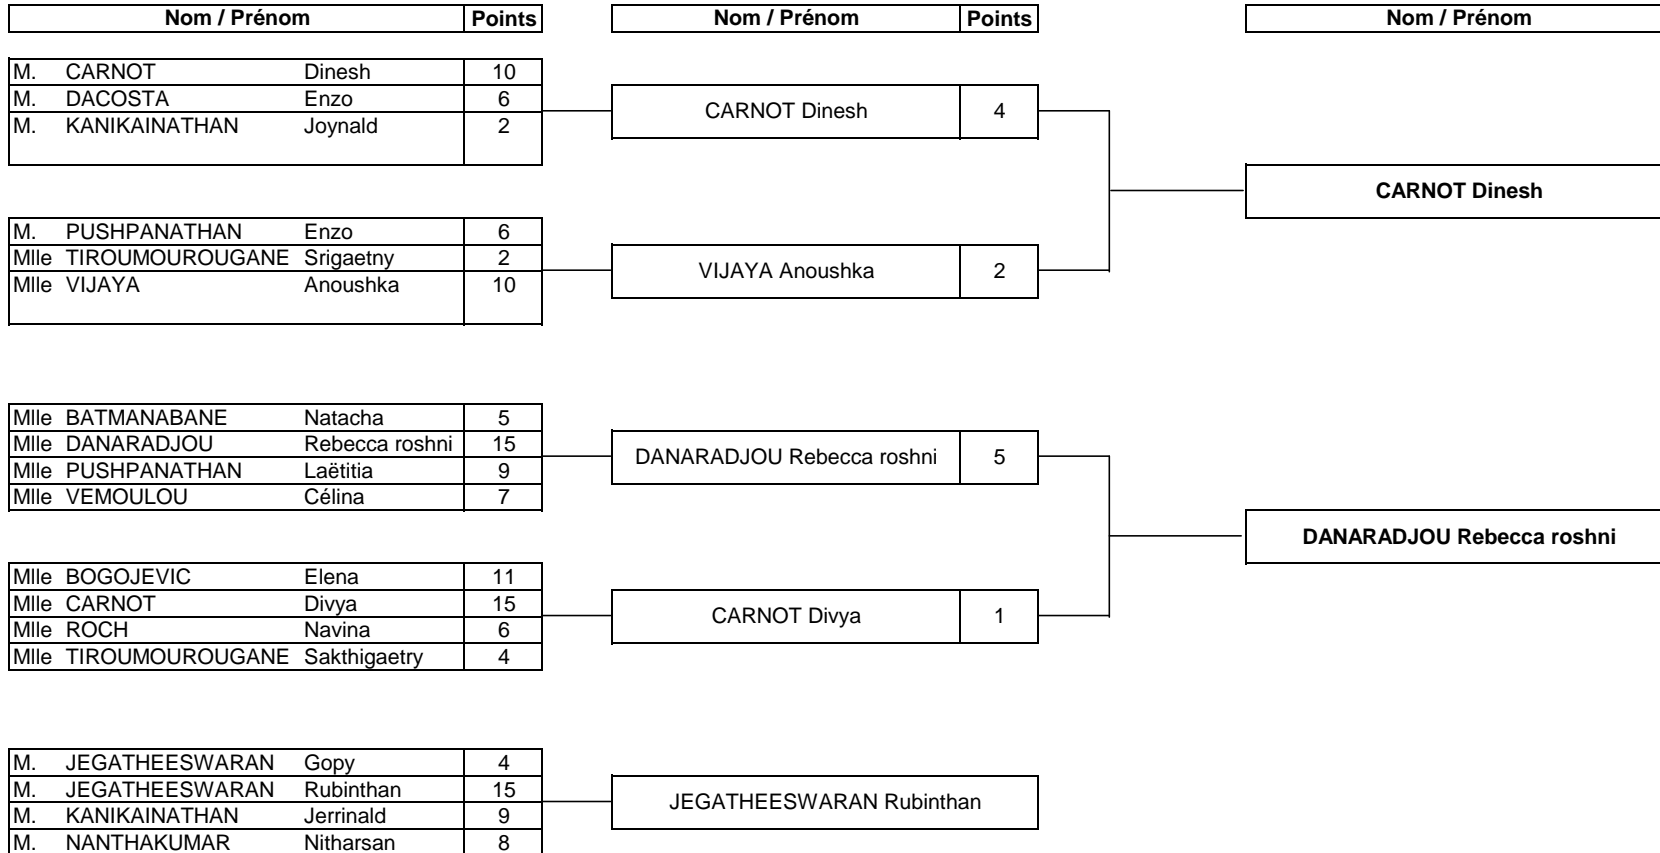 Nom / Prénom Points Nom / Prénom Points Nom / Prénom
M. CARNOT Dinesh 10
M. DACOSTA Enzo 6
CARNOT Dinesh 4
M. KANIKAINATHAN Joynald 2
CARNOT Dinesh
M. PUSHPANATHAN Enzo 6
Mlle TIROUMOUROUGANE Srigaetny 2
VIJAYA Anoushka 2
Mlle VIJAYA Anoushka 10
Mlle BATMANABANE Natacha 5
Mlle DANARADJOU Rebecca roshni 15
DANARADJOU Rebecca roshni 5
Mlle PUSHPANATHAN Laëtitia 9
Mlle VEMOULOU Célina 7
DANARADJOU Rebecca roshni
Mlle BOGOJEVIC Elena 11
Mlle CARNOT Divya 15
CARNOT Divya 1
Mlle ROCH Navina 6
Mlle TIROUMOUROUGANE Sakthigaetry 4
M. JEGATHEESWARAN Gopy 4
M. JEGATHEESWARAN Rubinthan 15
JEGATHEESWARAN Rubinthan
M. KANIKAINATHAN Jerrinald 9
M. NANTHAKUMAR Nitharsan 8